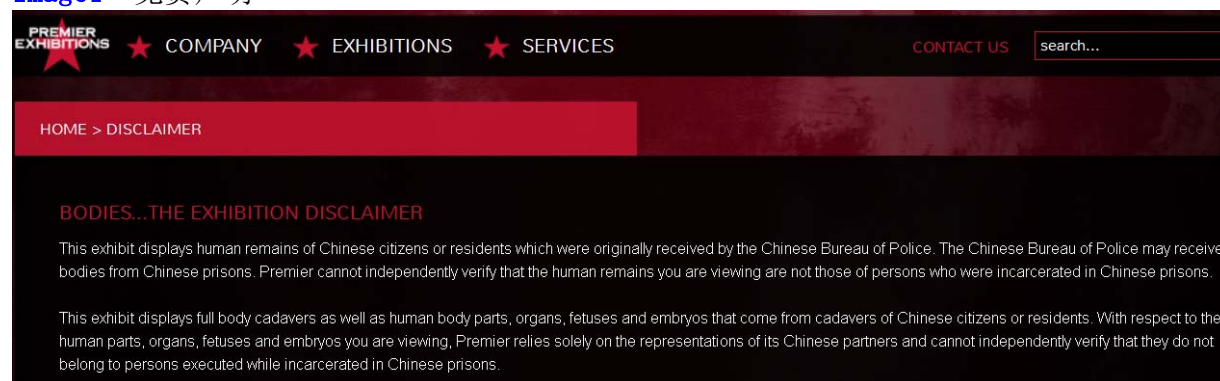 PREMIER
EXHIBITIONS
COMPANY
EXHIBITIONS
SERVICES
CONTACT US
search...
HOME > DISCLAIMER
BODIES...THE EXHIBITION DISCLAIMER
This exhibit displays human remains of Chinese citizens or residents which were originally received by the Chinese Bureau of Police. The Chinese Bureau of Police may receive
bodies from Chinese prisons. Premier cannot independently verify that the human remains you are viewing are not those of persons who were incarcerated in Chinese prisons.
This exhibit displays full body cadavers as well as human body parts, organs, fetuses and embryos that come from cadavers of Chinese citizens or residents. With respect to the
human parts, organs, fetuses and embryos you are viewing, Premier relies solely on the representations of its Chinese partners and cannot independently verify that they do not
belong to persons executed while incarcerated in Chinese prisons.